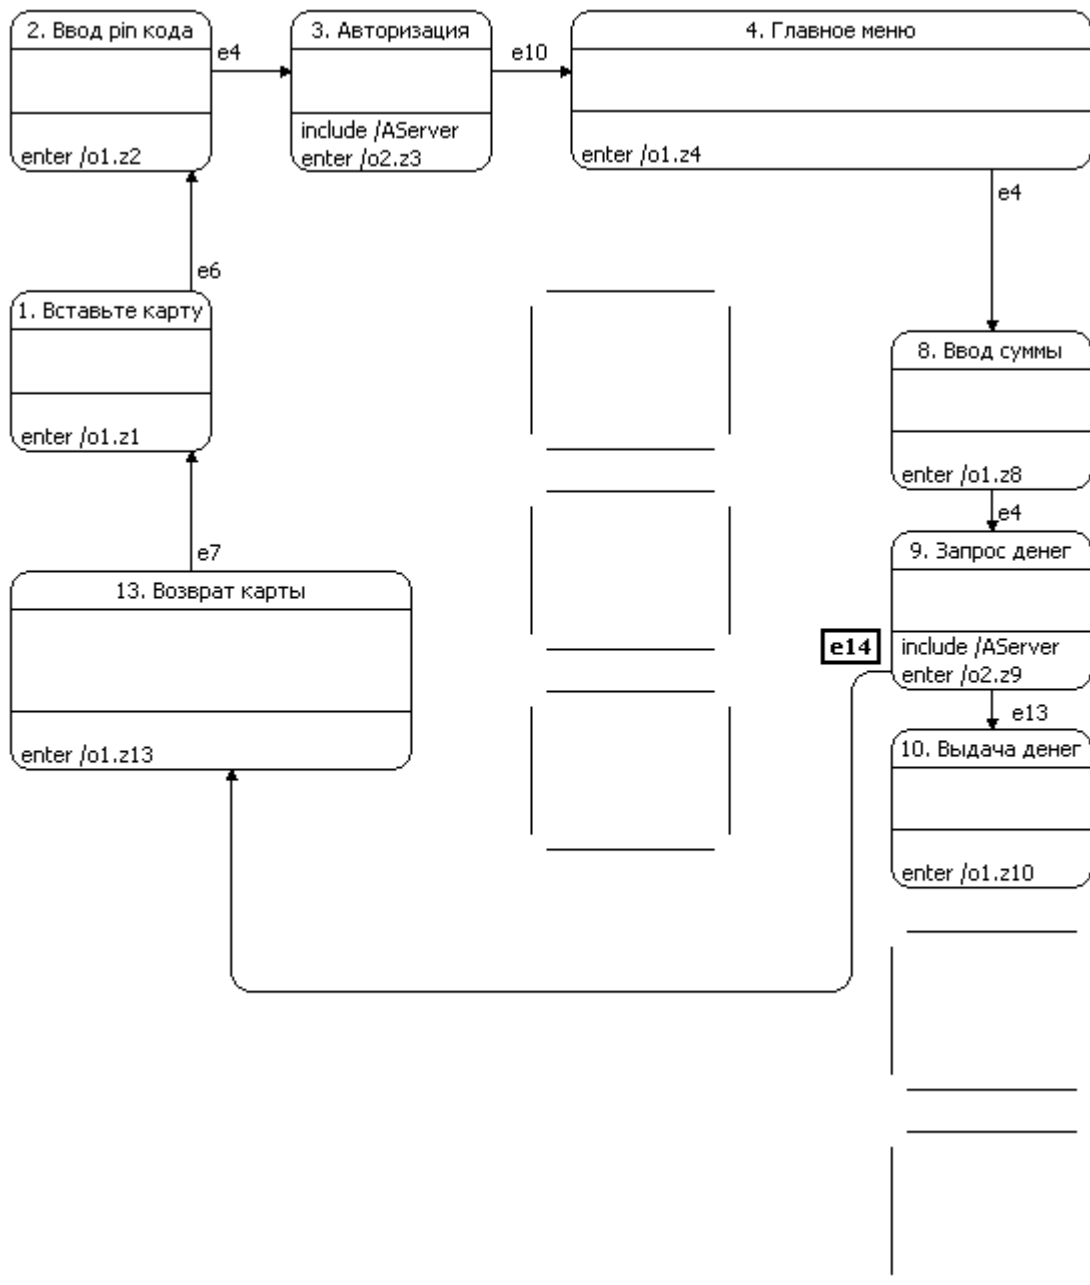 2. Ввод pin кода
enter /o1.z2
e4
3. Авторизация
include /AServer
enter /o2.z3
e10
4. Главное меню
enter /o1.z4
e4
e6
1. Вставьте карту
enter /o1.z1
8. Ввод суммы
enter /o1.z8
e4
e7
13. Возврат карты
enter /o1.z13
9. Запрос денег
include /AServer
enter /o2.z9
e14
e13
10. Выдача денег
enter /o1.z10